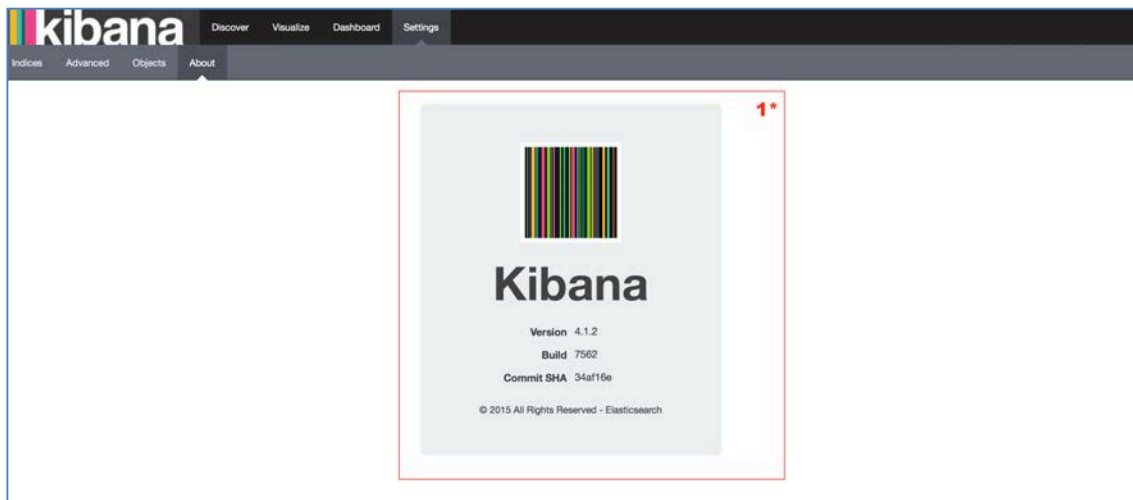 kibana Discover Visualize Dashboard Settings
Indices Advanced Objects About
1*
Kibana
Version 4.1.2
Build 7562
Commit SHA 34af16e
© 2015 All Rights Reserved - Elasticsearch